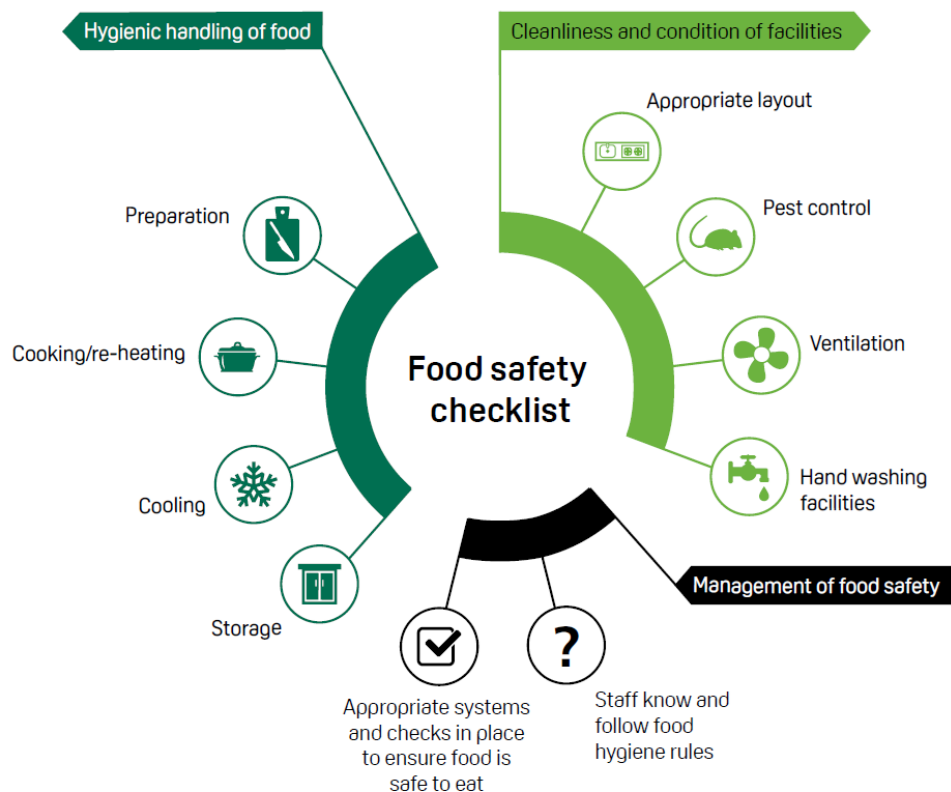 Hygienic handling of food
Cleanliness and condition of facilities
Appropriate layout
Preparation
Pest control
Cooking/re-heating
Ventilation
Food safety
checklist
Cooling
Hand washing
facilities
Storage
Management of food safety
?
Appropriate systems
and checks in place
to ensure food is
safe to eat
Staff know and
follow food
hygiene rules